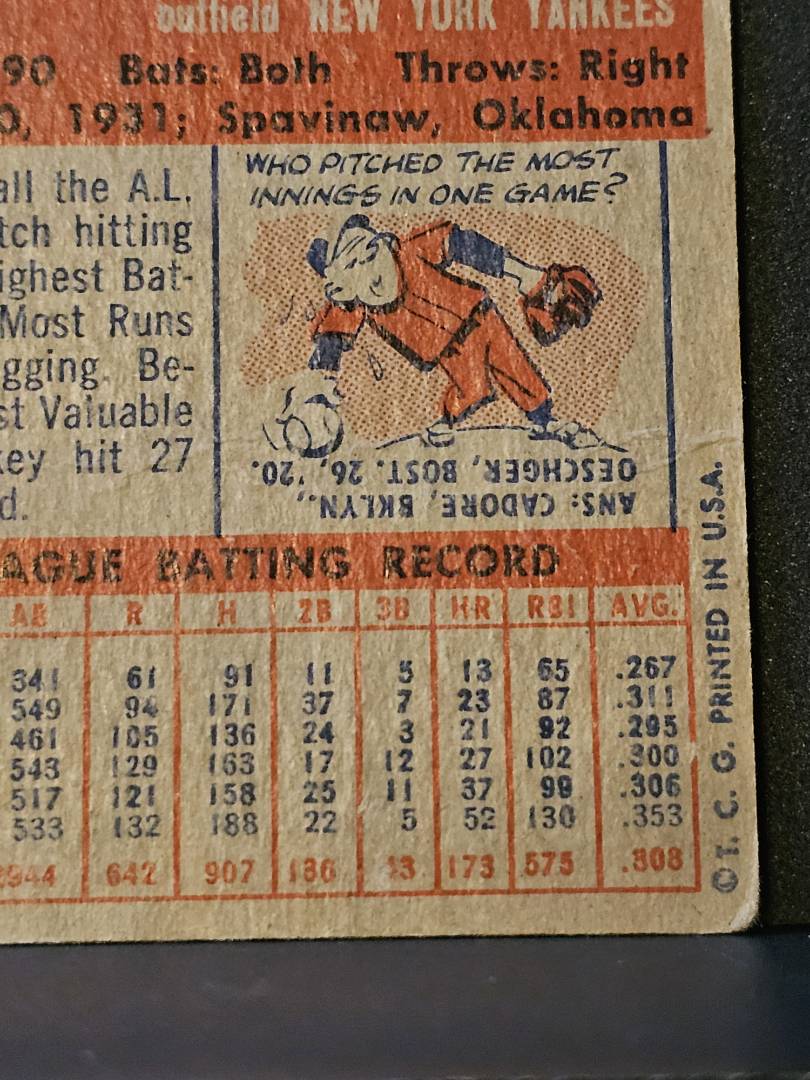 outfield NEW YORK YANKEES
90 Bats: Both Throws: Right
0, 1931; Spavinaw, Oklahoma
all the A.L.
tch hitting
ighest Bat-
Most Runs
gging. Be-
st Valuable
key hit 27
d.
WHO PITCHED THE MOST
INNINGS IN ONE GAME?
ANS: CADORE, BKLYN.,
OESCHGER, BOST. 26, '20.
AGUE BATTING RECORD
AB R H 2B 3B HR RBI AVG.
341 61 91 11 5 13 65 .267
549 94 171 37 7 23 87 .311
461 105 136 24 3 21 92 .295
543 129 163 17 12 27 102 .300
517 121 158 25 11 37 99 .306
533 132 188 22 5 52 130 .353
2944 642 907 136 43 173 575 .308
© T. C. G. PRINTED IN U.S.A.